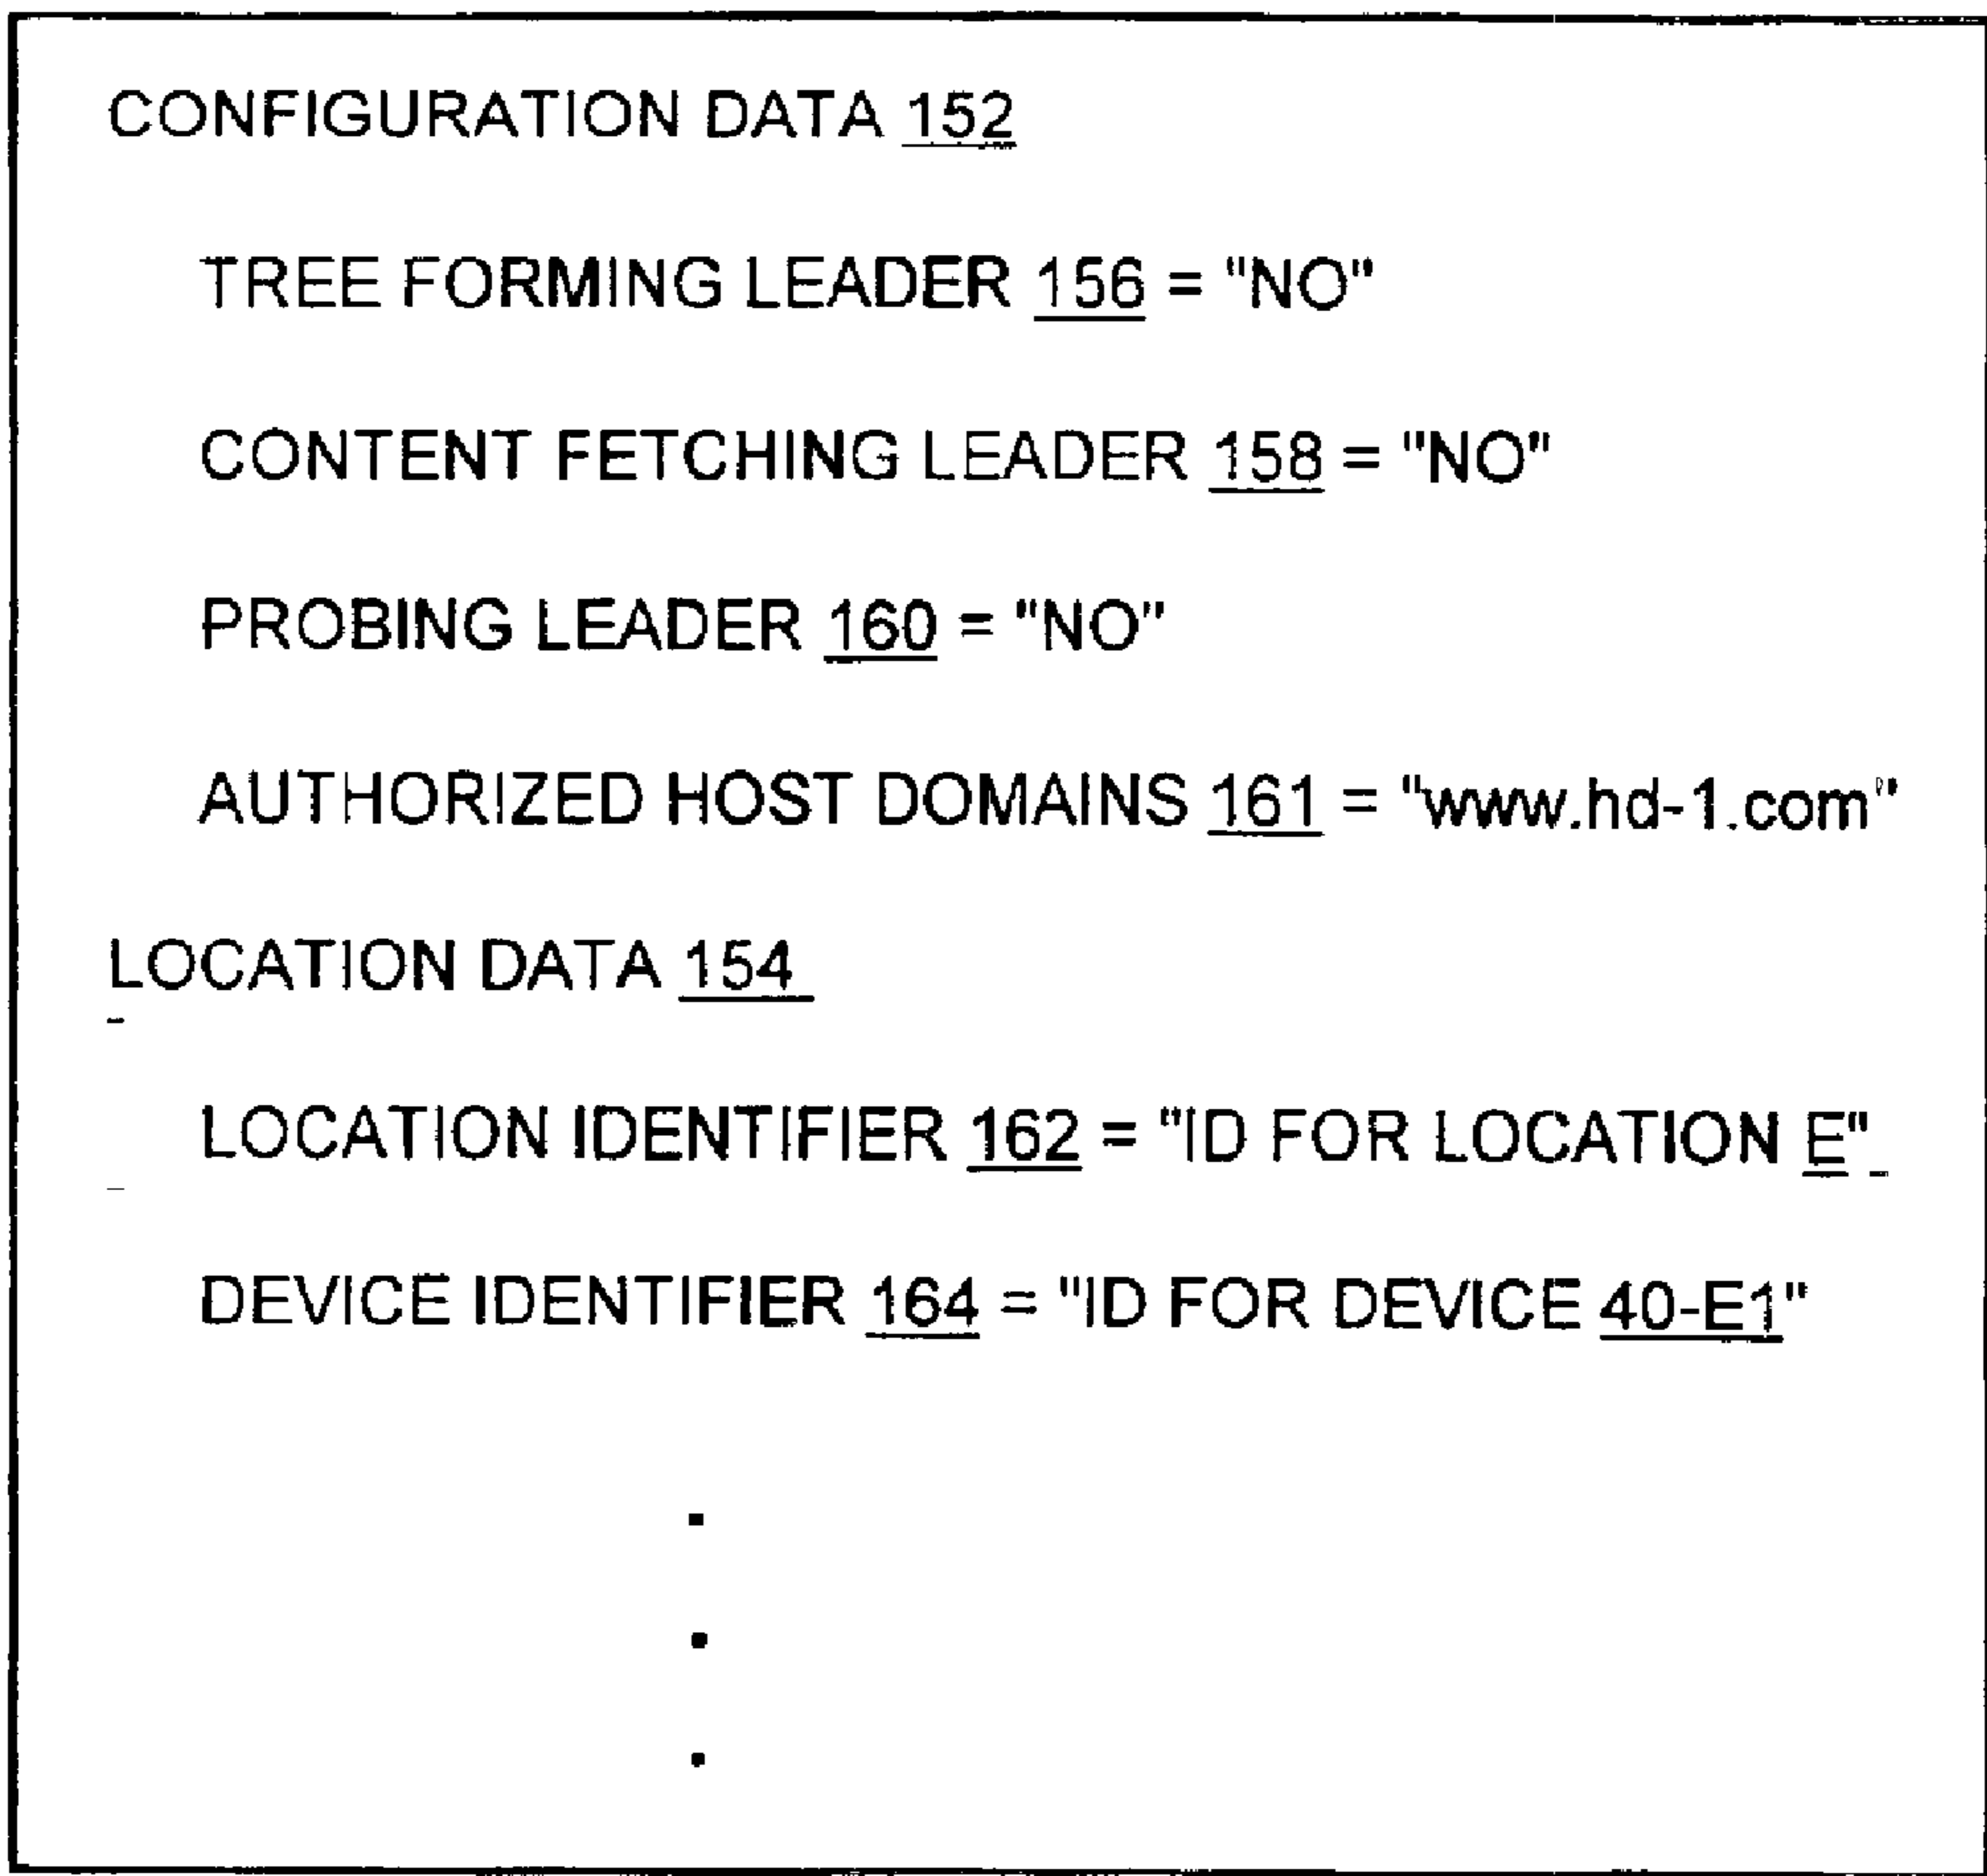 CONFIGURATION DATA 152
TREE FORMING LEADER 156 = "NO"
CONTENT FETCHING LEADER 158 = "NO"
PROBING LEADER 160 = "NO"
AUTHORIZED HOST DOMAINS 161 = "www.hd-1.com"
LOCATION DATA 154
LOCATION IDENTIFIER 162 = "ID FOR LOCATION E"
DEVICE IDENTIFIER 164 = "ID FOR DEVICE 40-E1"